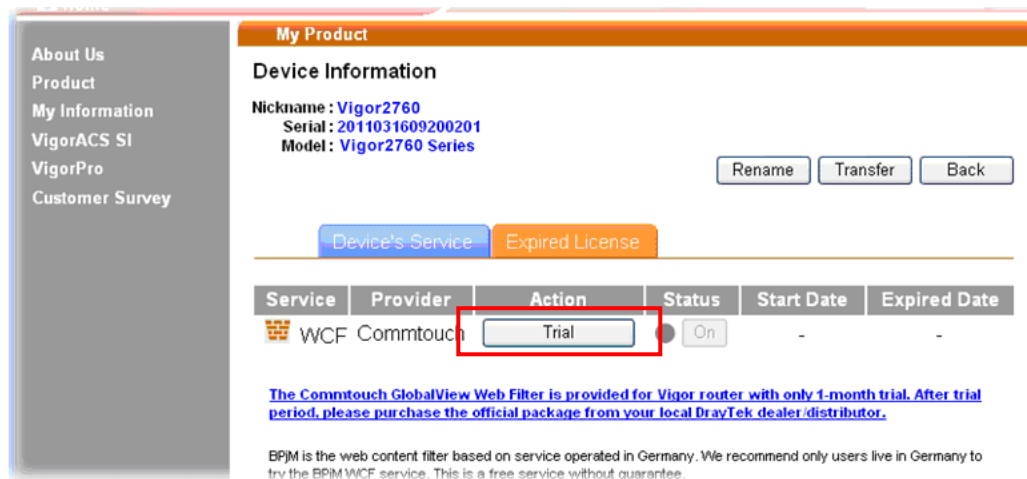 My Product
About Us
Product
My Information
VigorACS SI
VigorPro
Customer Survey
Device Information
Nickname : Vigor2760
Serial : 2011031609200201
Model : Vigor2760 Series
Rename Transfer Back
Device's Service Expired License
Service Provider Action Status Start Date Expired Date
WCF Commtouch Trial On - -
The Commtouch GlobalView Web Filter is provided for Vigor router with only 1-month trial. After trial
period, please purchase the official package from your local DrayTek dealer/distributor.
BPjM is the web content filter based on service operated in Germany. We recommend only users live in Germany to
try the BPjM WCF service. This is a free service without guarantee.